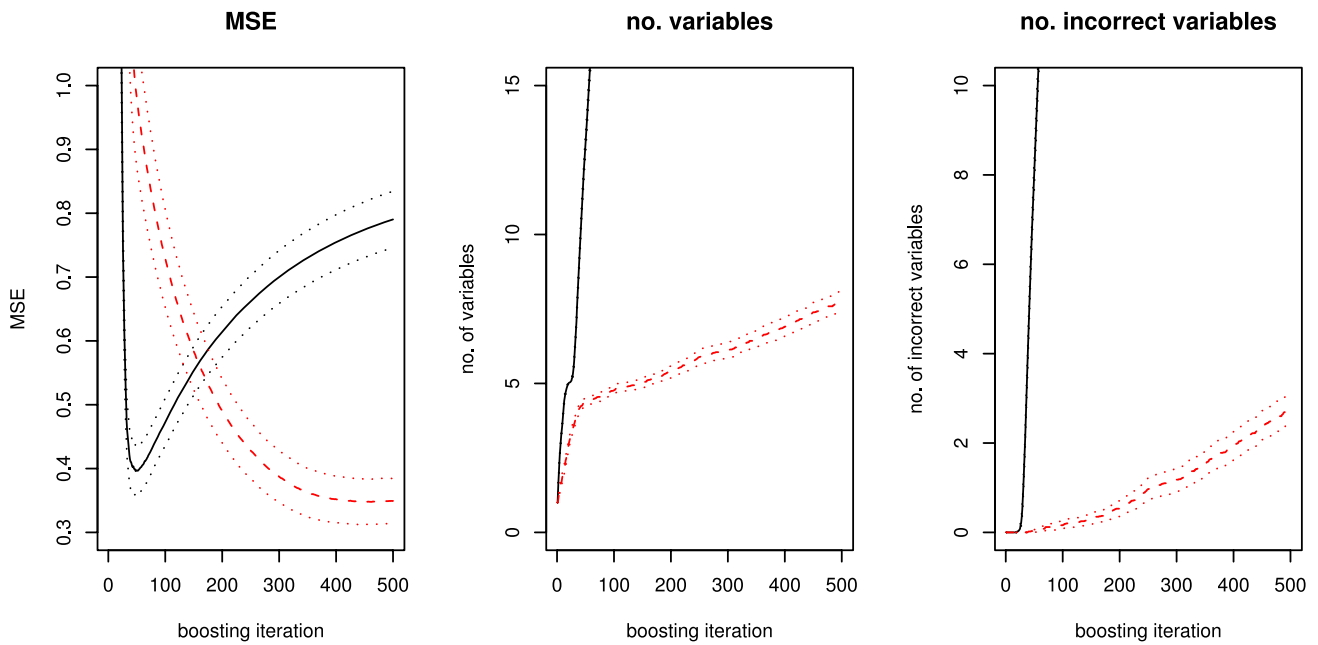 MSE
MSE
1.0
0.9
0.8
0.7
0.6
0.5
0.4
0.3
0 100 200 300 400 500
boosting iteration
no. variables
no. of variables
15
10
5
0
0 100 200 300 400 500
boosting iteration
no. incorrect variables
no. of incorrect variables
10
8
6
4
2
0
0 100 200 300 400 500
boosting iteration